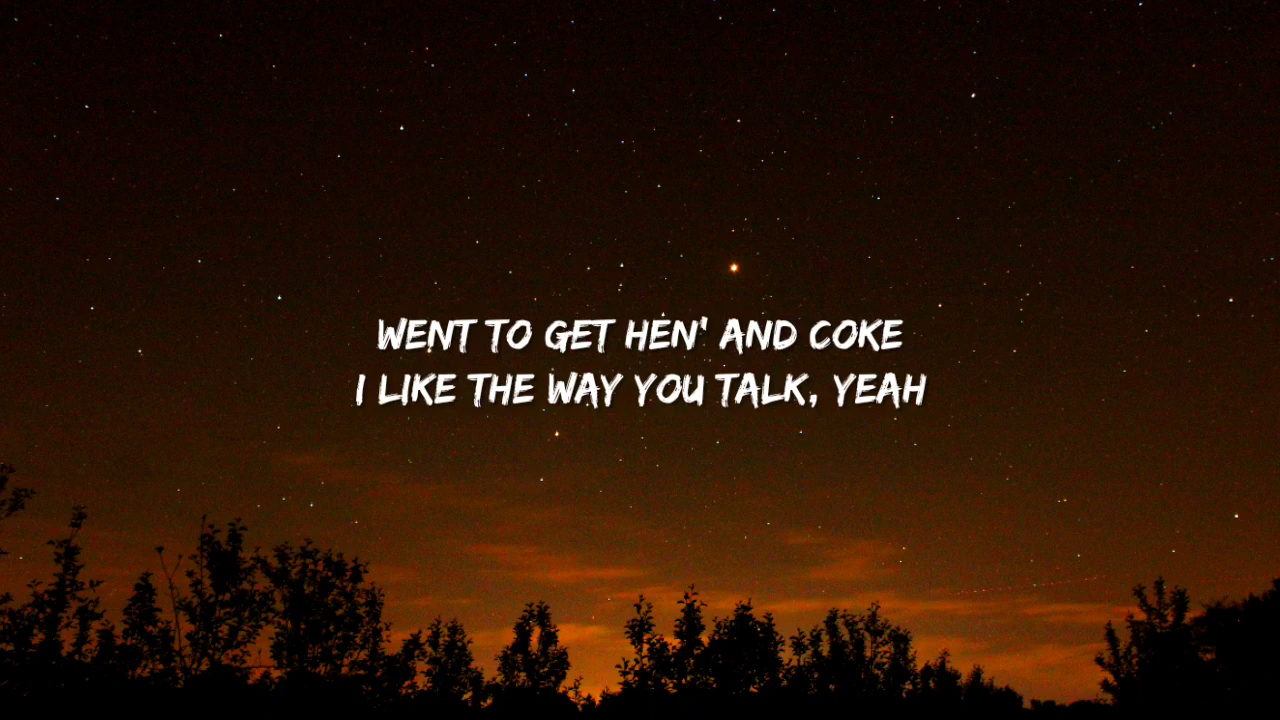 WENT TO GET HEN' AND COKE
I LIKE THE WAY YOU TALK, YEAH